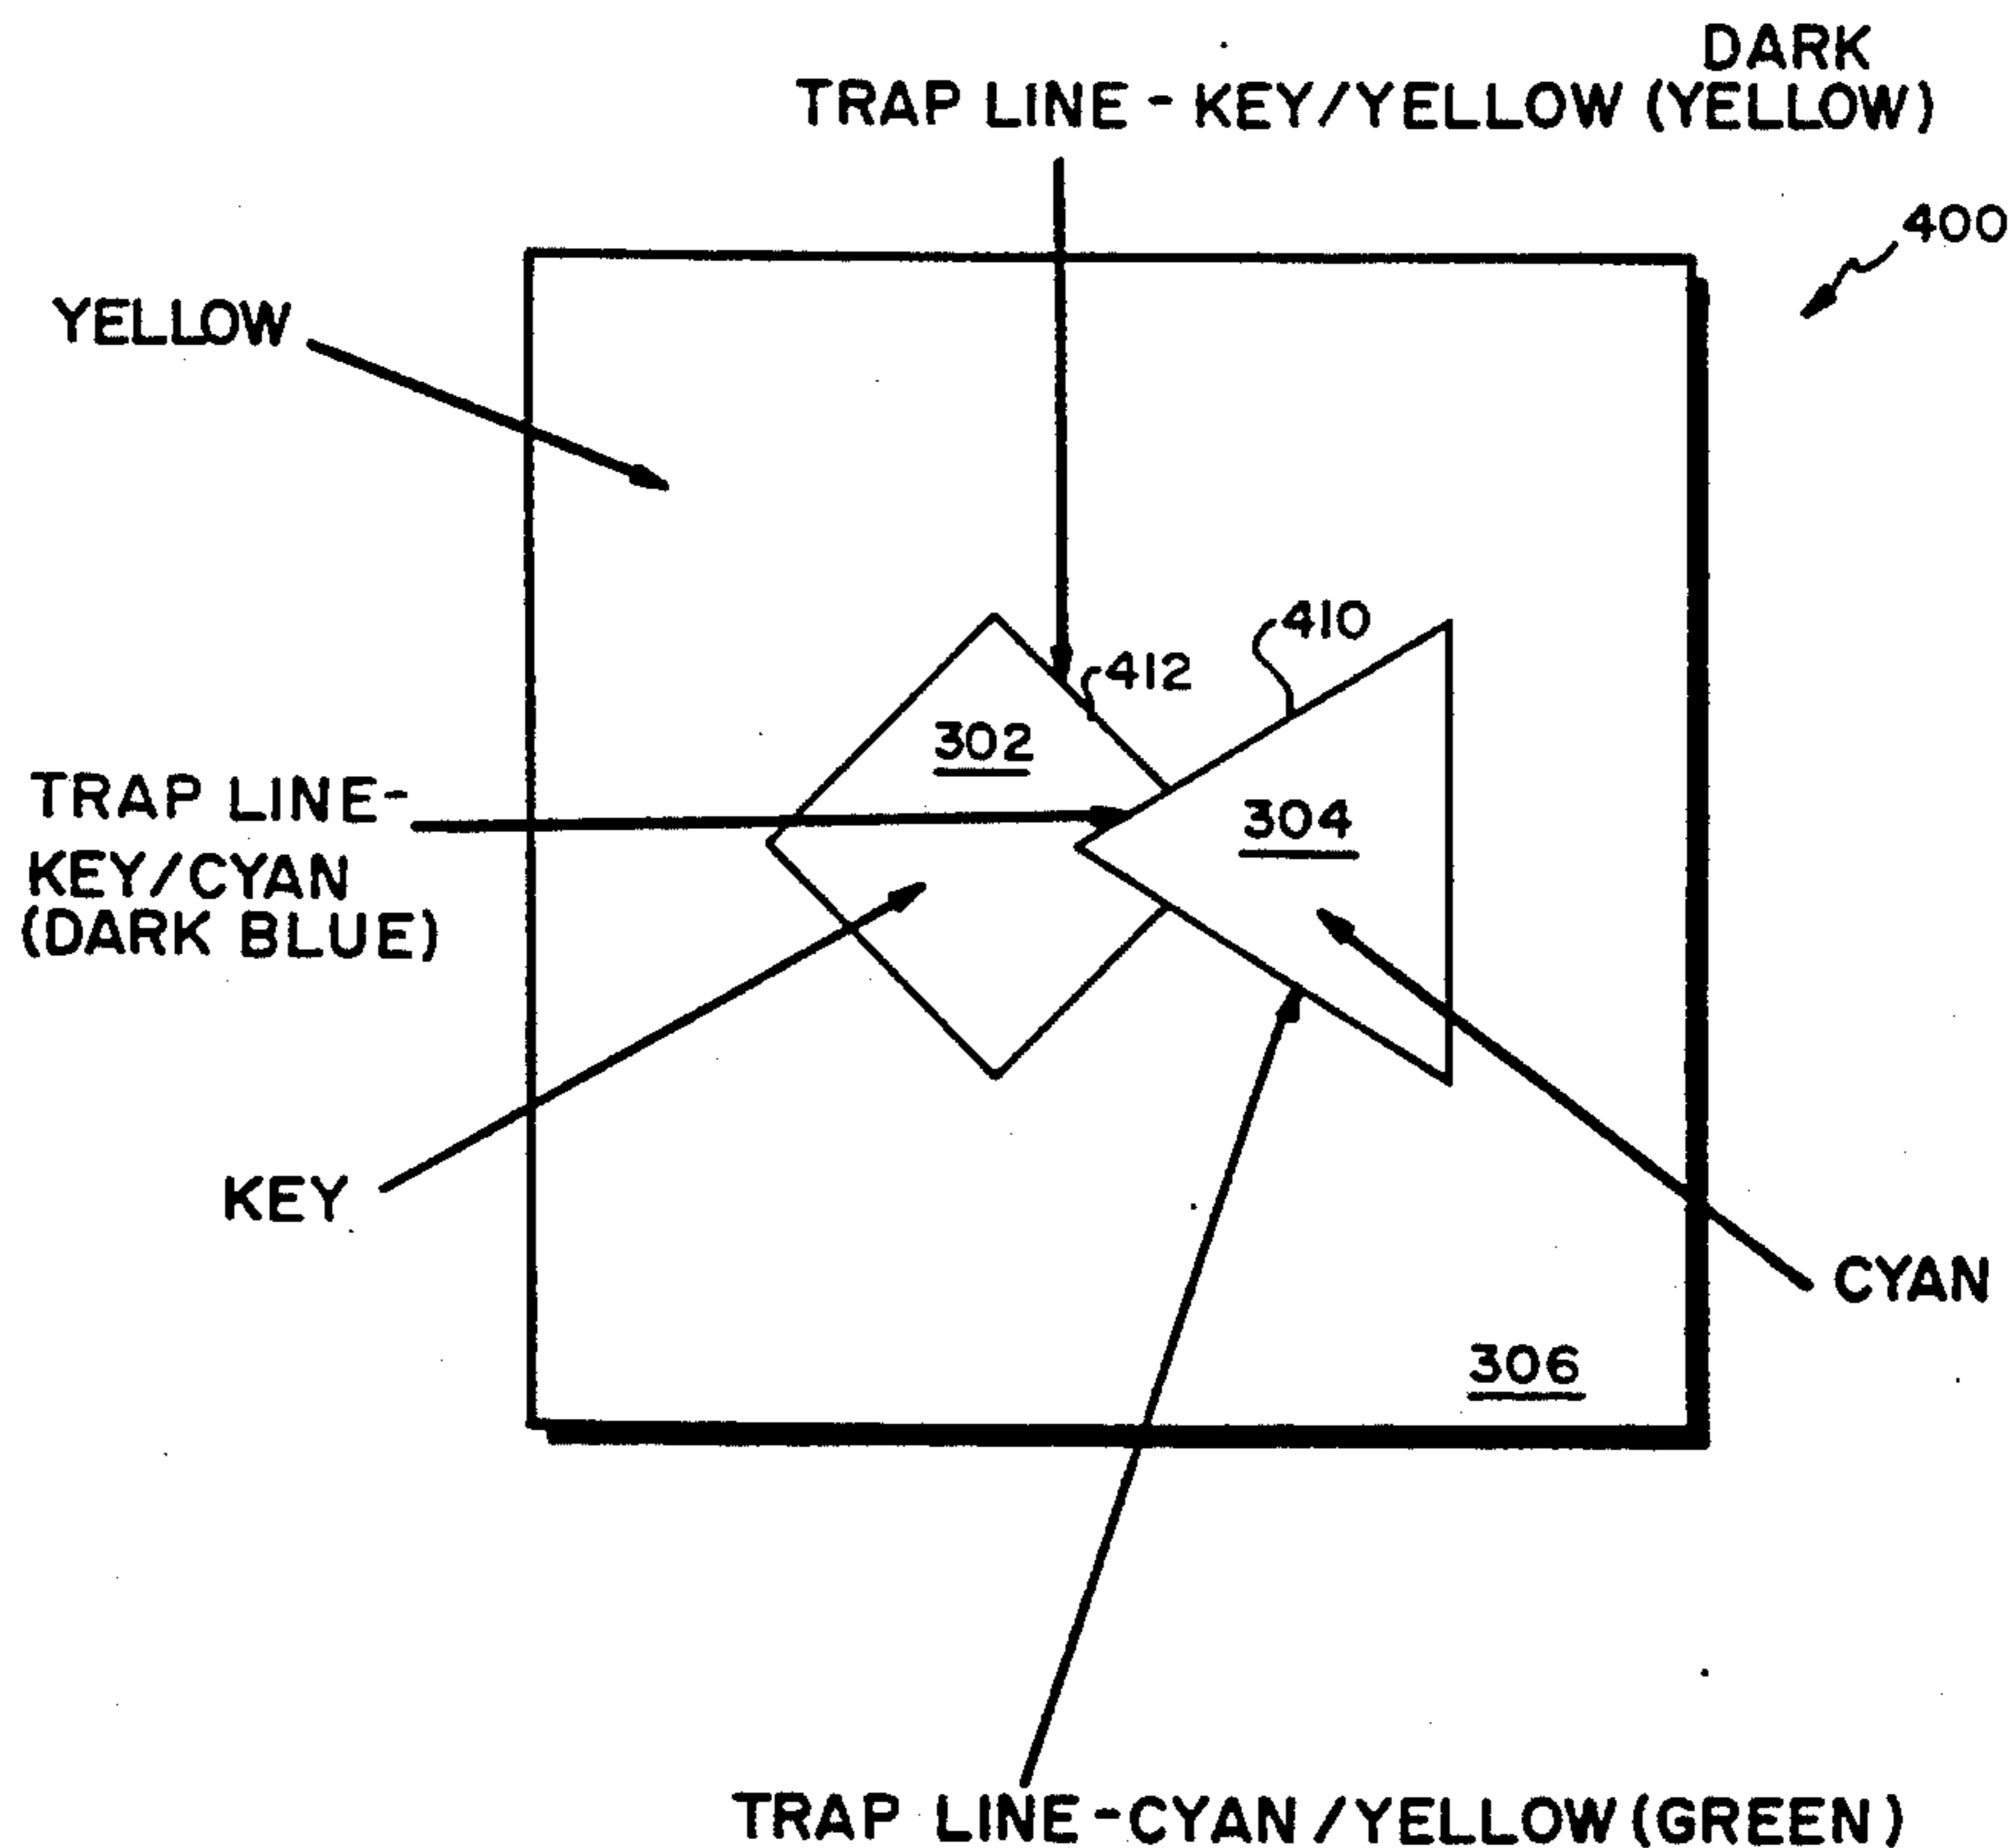 DARK
TRAP LINE - KEY/YELLOW (YELLOW)
400
YELLOW
410
412
302
TRAP LINE-
KEY/CYAN
(DARK BLUE)
304
KEY
CYAN
306
TRAP LINE-CYAN/YELLOW(GREEN)